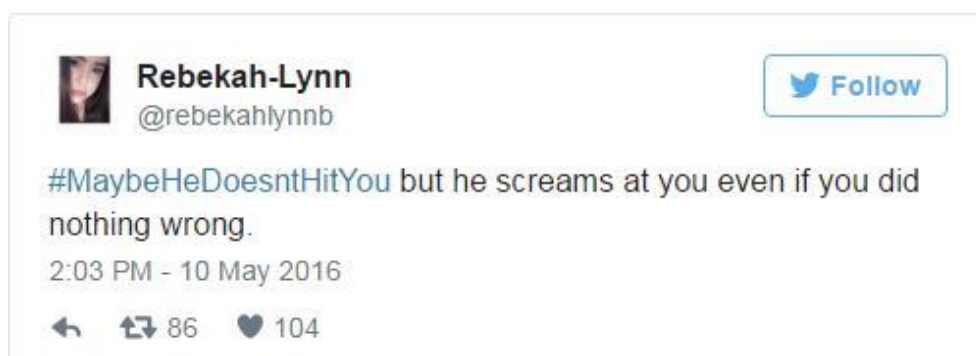 Rebekah-Lynn
Follow
@rebekahlynnb
#MaybeHeDoesntHitYou but he screams at you even if you did
nothing wrong.
2:03 PM - 10 May 2016
86 104